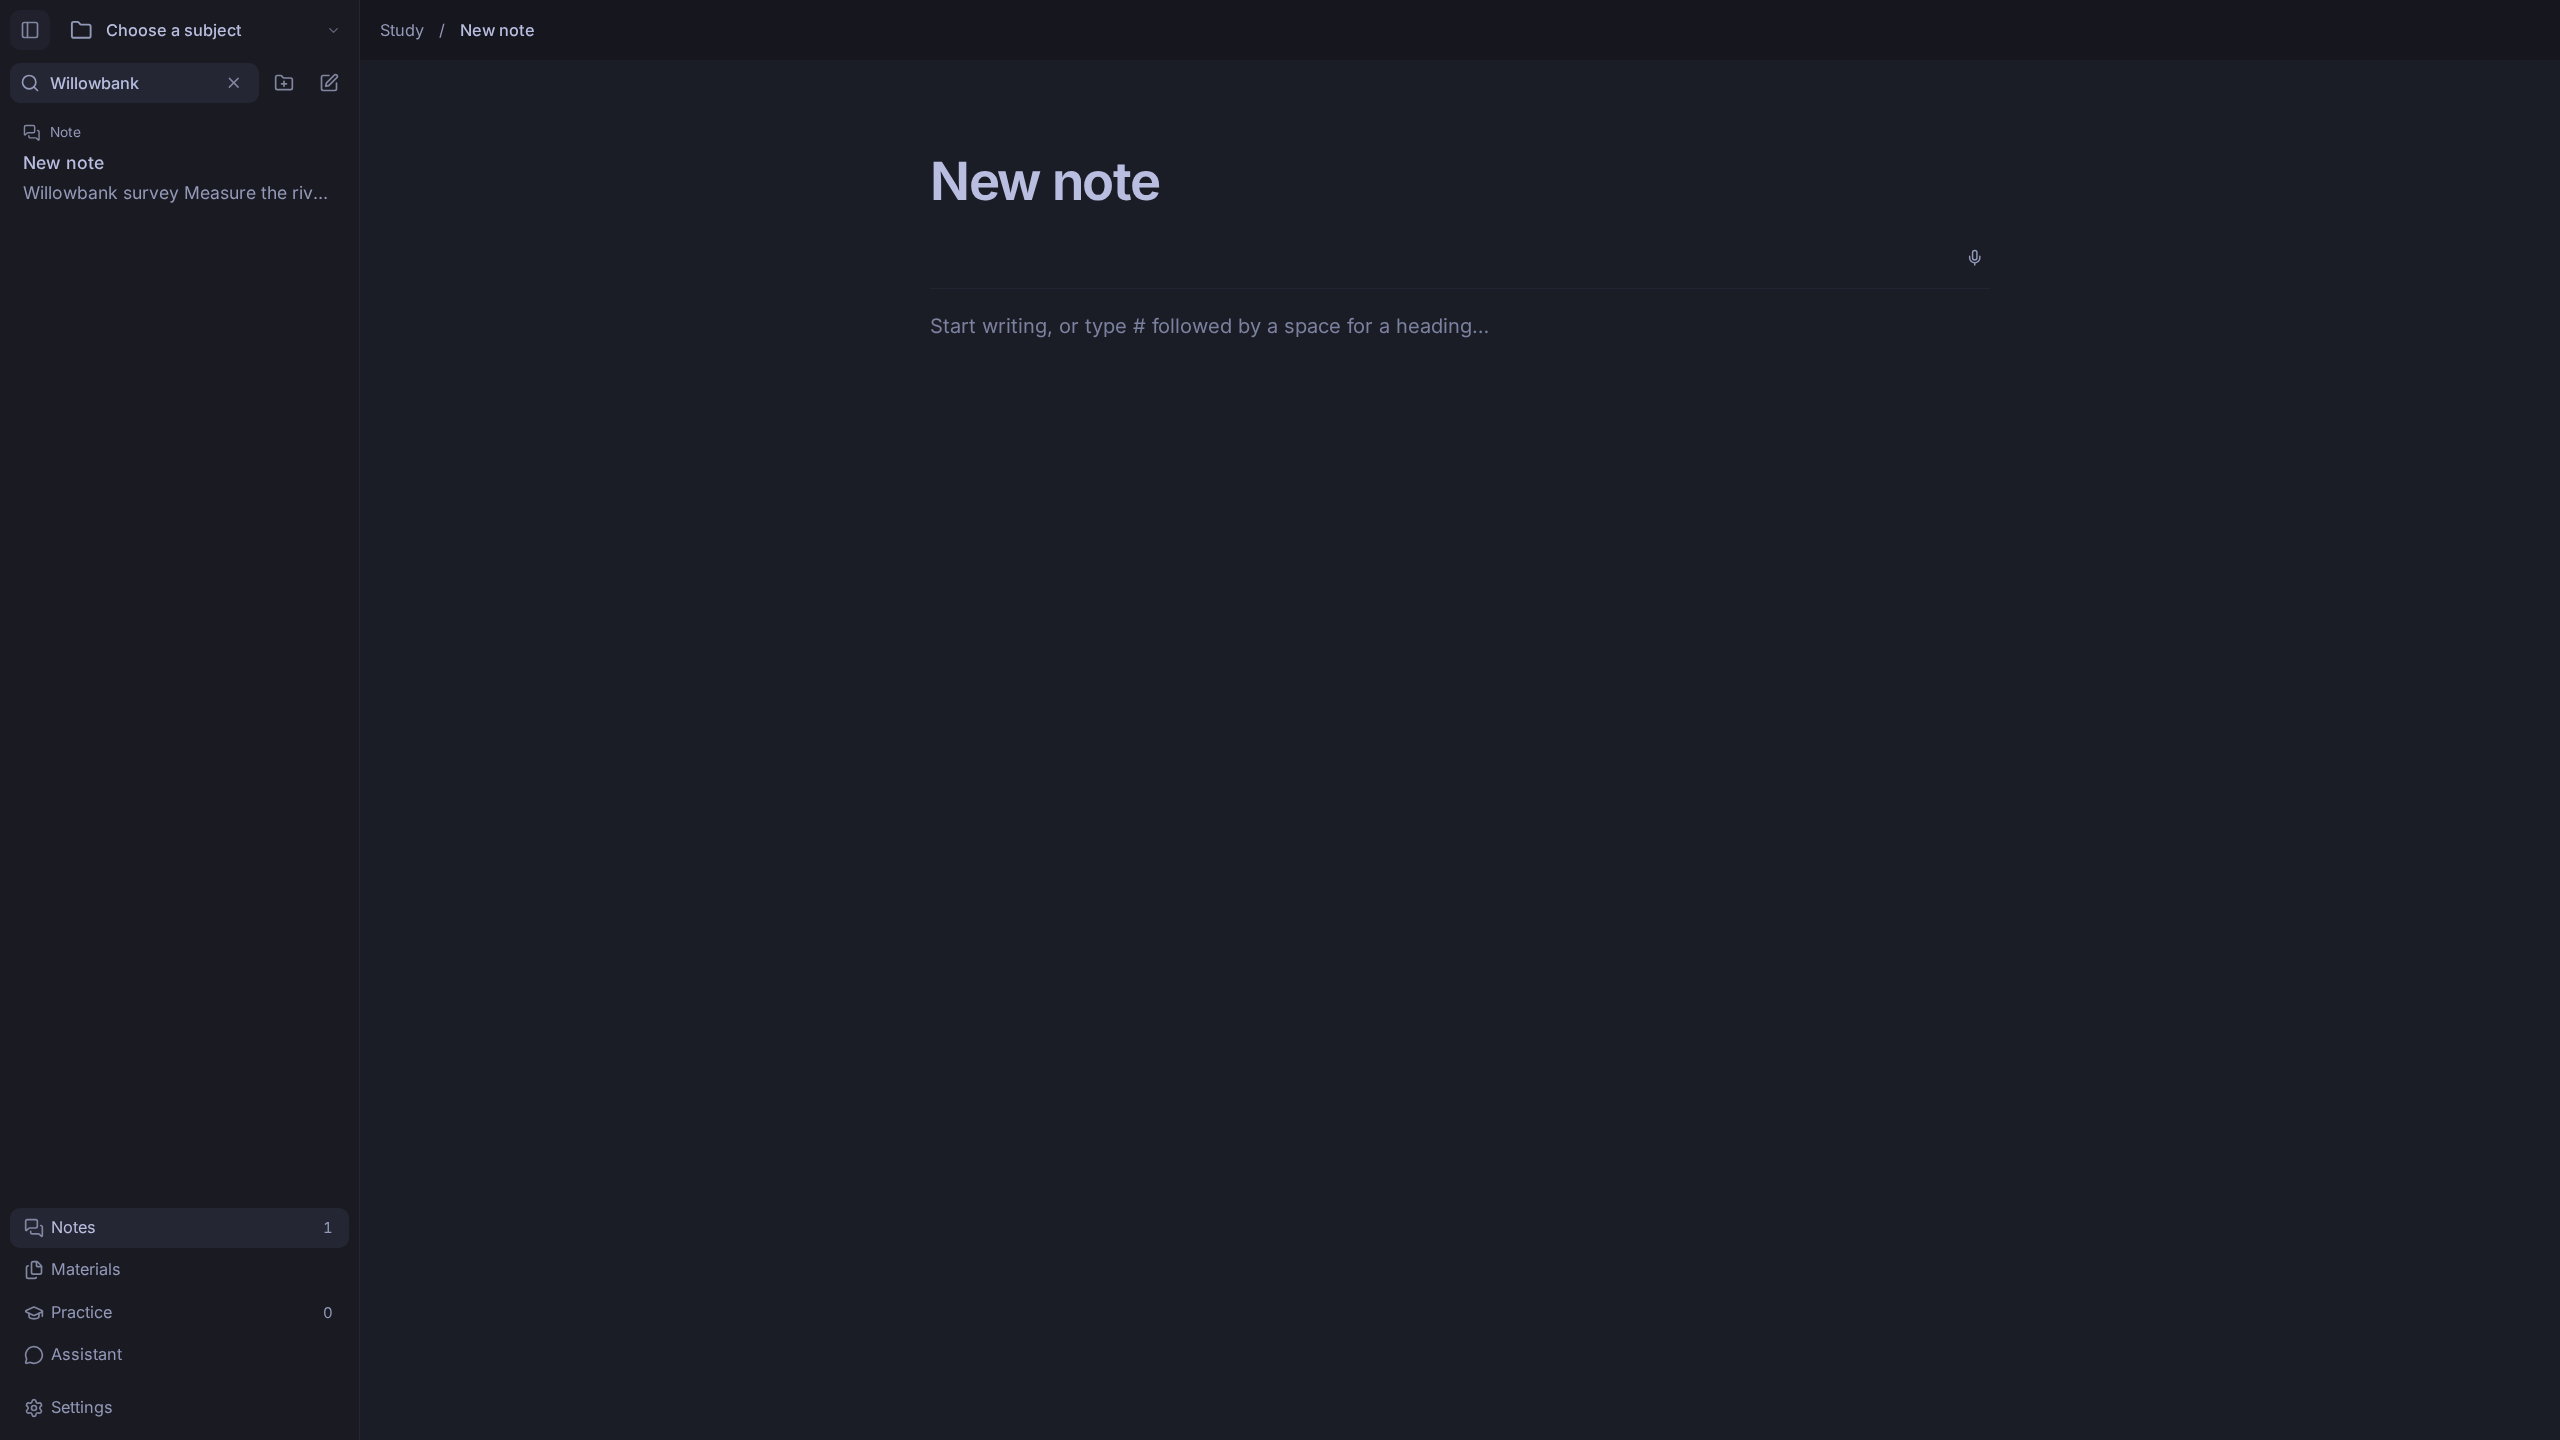 Choose a subject
Study / New note
Willowbank
Note
New note
Willowbank survey Measure the riv...
New note
Start writing, or type # followed by a space for a heading...
Notes 1
Materials
Practice 0
Assistant
Settings